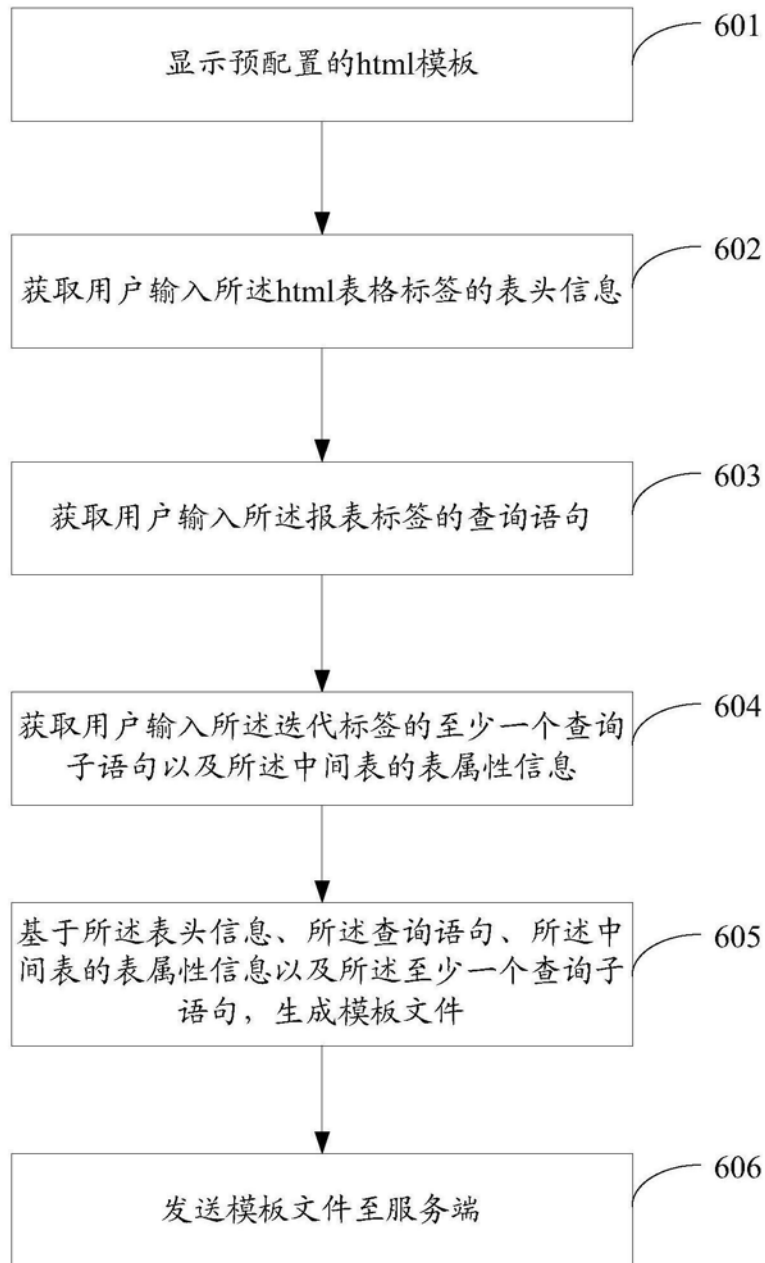 601
显示预配置的html模板
602
获取用户输入所述html表格标签的表头信息
603
获取用户输入所述报表标签的查询语句
604
获取用户输入所述迭代标签的至少一个查询
子语句以及所述中间表的表属性信息
605
基于所述表头信息、所述查询语句、所述中
间表的表属性信息以及所述至少一个查询子
语句，生成模板文件
606
发送模板文件至服务端